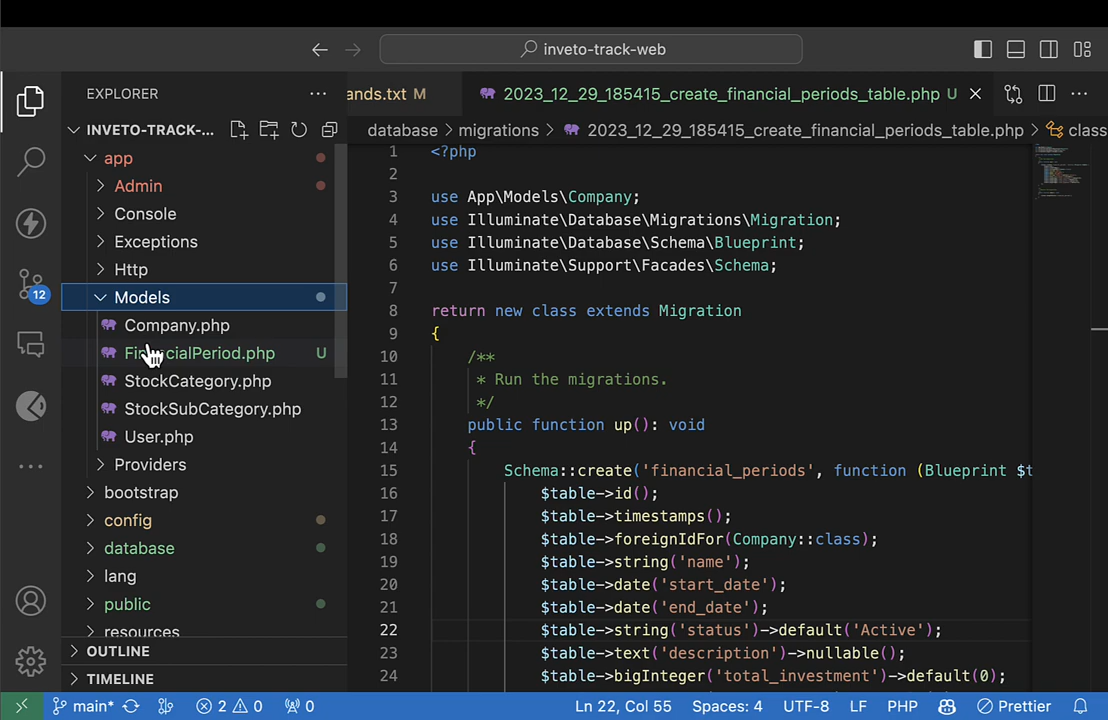 inveto-track-web
EXPLORER
ands.txt M
2023_12_29_185415_create_financial_periods_table.php U
INVETO-TRACK-...
database > migrations > 2023_12_29_185415_create_financial_periods_table.php > class
app
Admin
Console
Exceptions
Http
Models
Company.php
FinancialPeriod.php U
StockCategory.php
StockSubCategory.php
User.php
Providers
bootstrap
config
database
lang
public
resources
OUTLINE
TIMELINE
12
1 <?php
2
3 use App\Models\Company;
4 use Illuminate\Database\Migrations\Migration;
5 use Illuminate\Database\Schema\Blueprint;
6 use Illuminate\Support\Facades\Schema;
7
8 return new class extends Migration
9 {
10 /**
11 * Run the migrations.
12 */
13 public function up(): void
14 {
15 Schema::create('financial_periods', function (Blueprint $t
16 $table->id();
17 $table->timestamps();
18 $table->foreignIdFor(Company::class);
19 $table->string('name');
20 $table->date('start_date');
21 $table->date('end_date');
22 $table->string('status')->default('Active');
23 $table->text('description')->nullable();
24 $table->bigInteger('total_investment')->default(0);
main* 2 0 0 Ln 22, Col 55 Spaces: 4 UTF-8 LF PHP Prettier